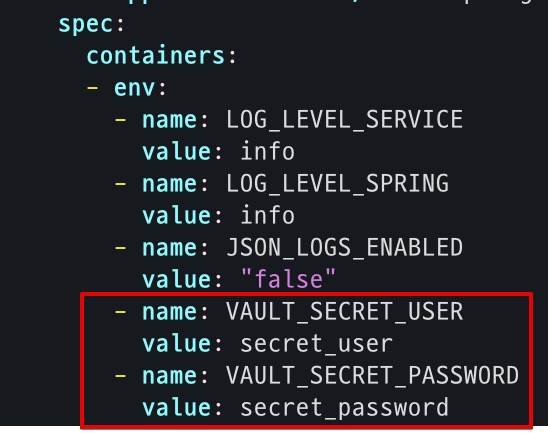 spec:
containers:
- env:
- name: LOG_LEVEL_SERVICE
value: info
- name: LOG_LEVEL_SPRING
value: info
- name: JSON_LOGS_ENABLED
value: "false"
- name: VAULT_SECRET_USER
value: secret_user
- name: VAULT_SECRET_PASSWORD
value: secret_password